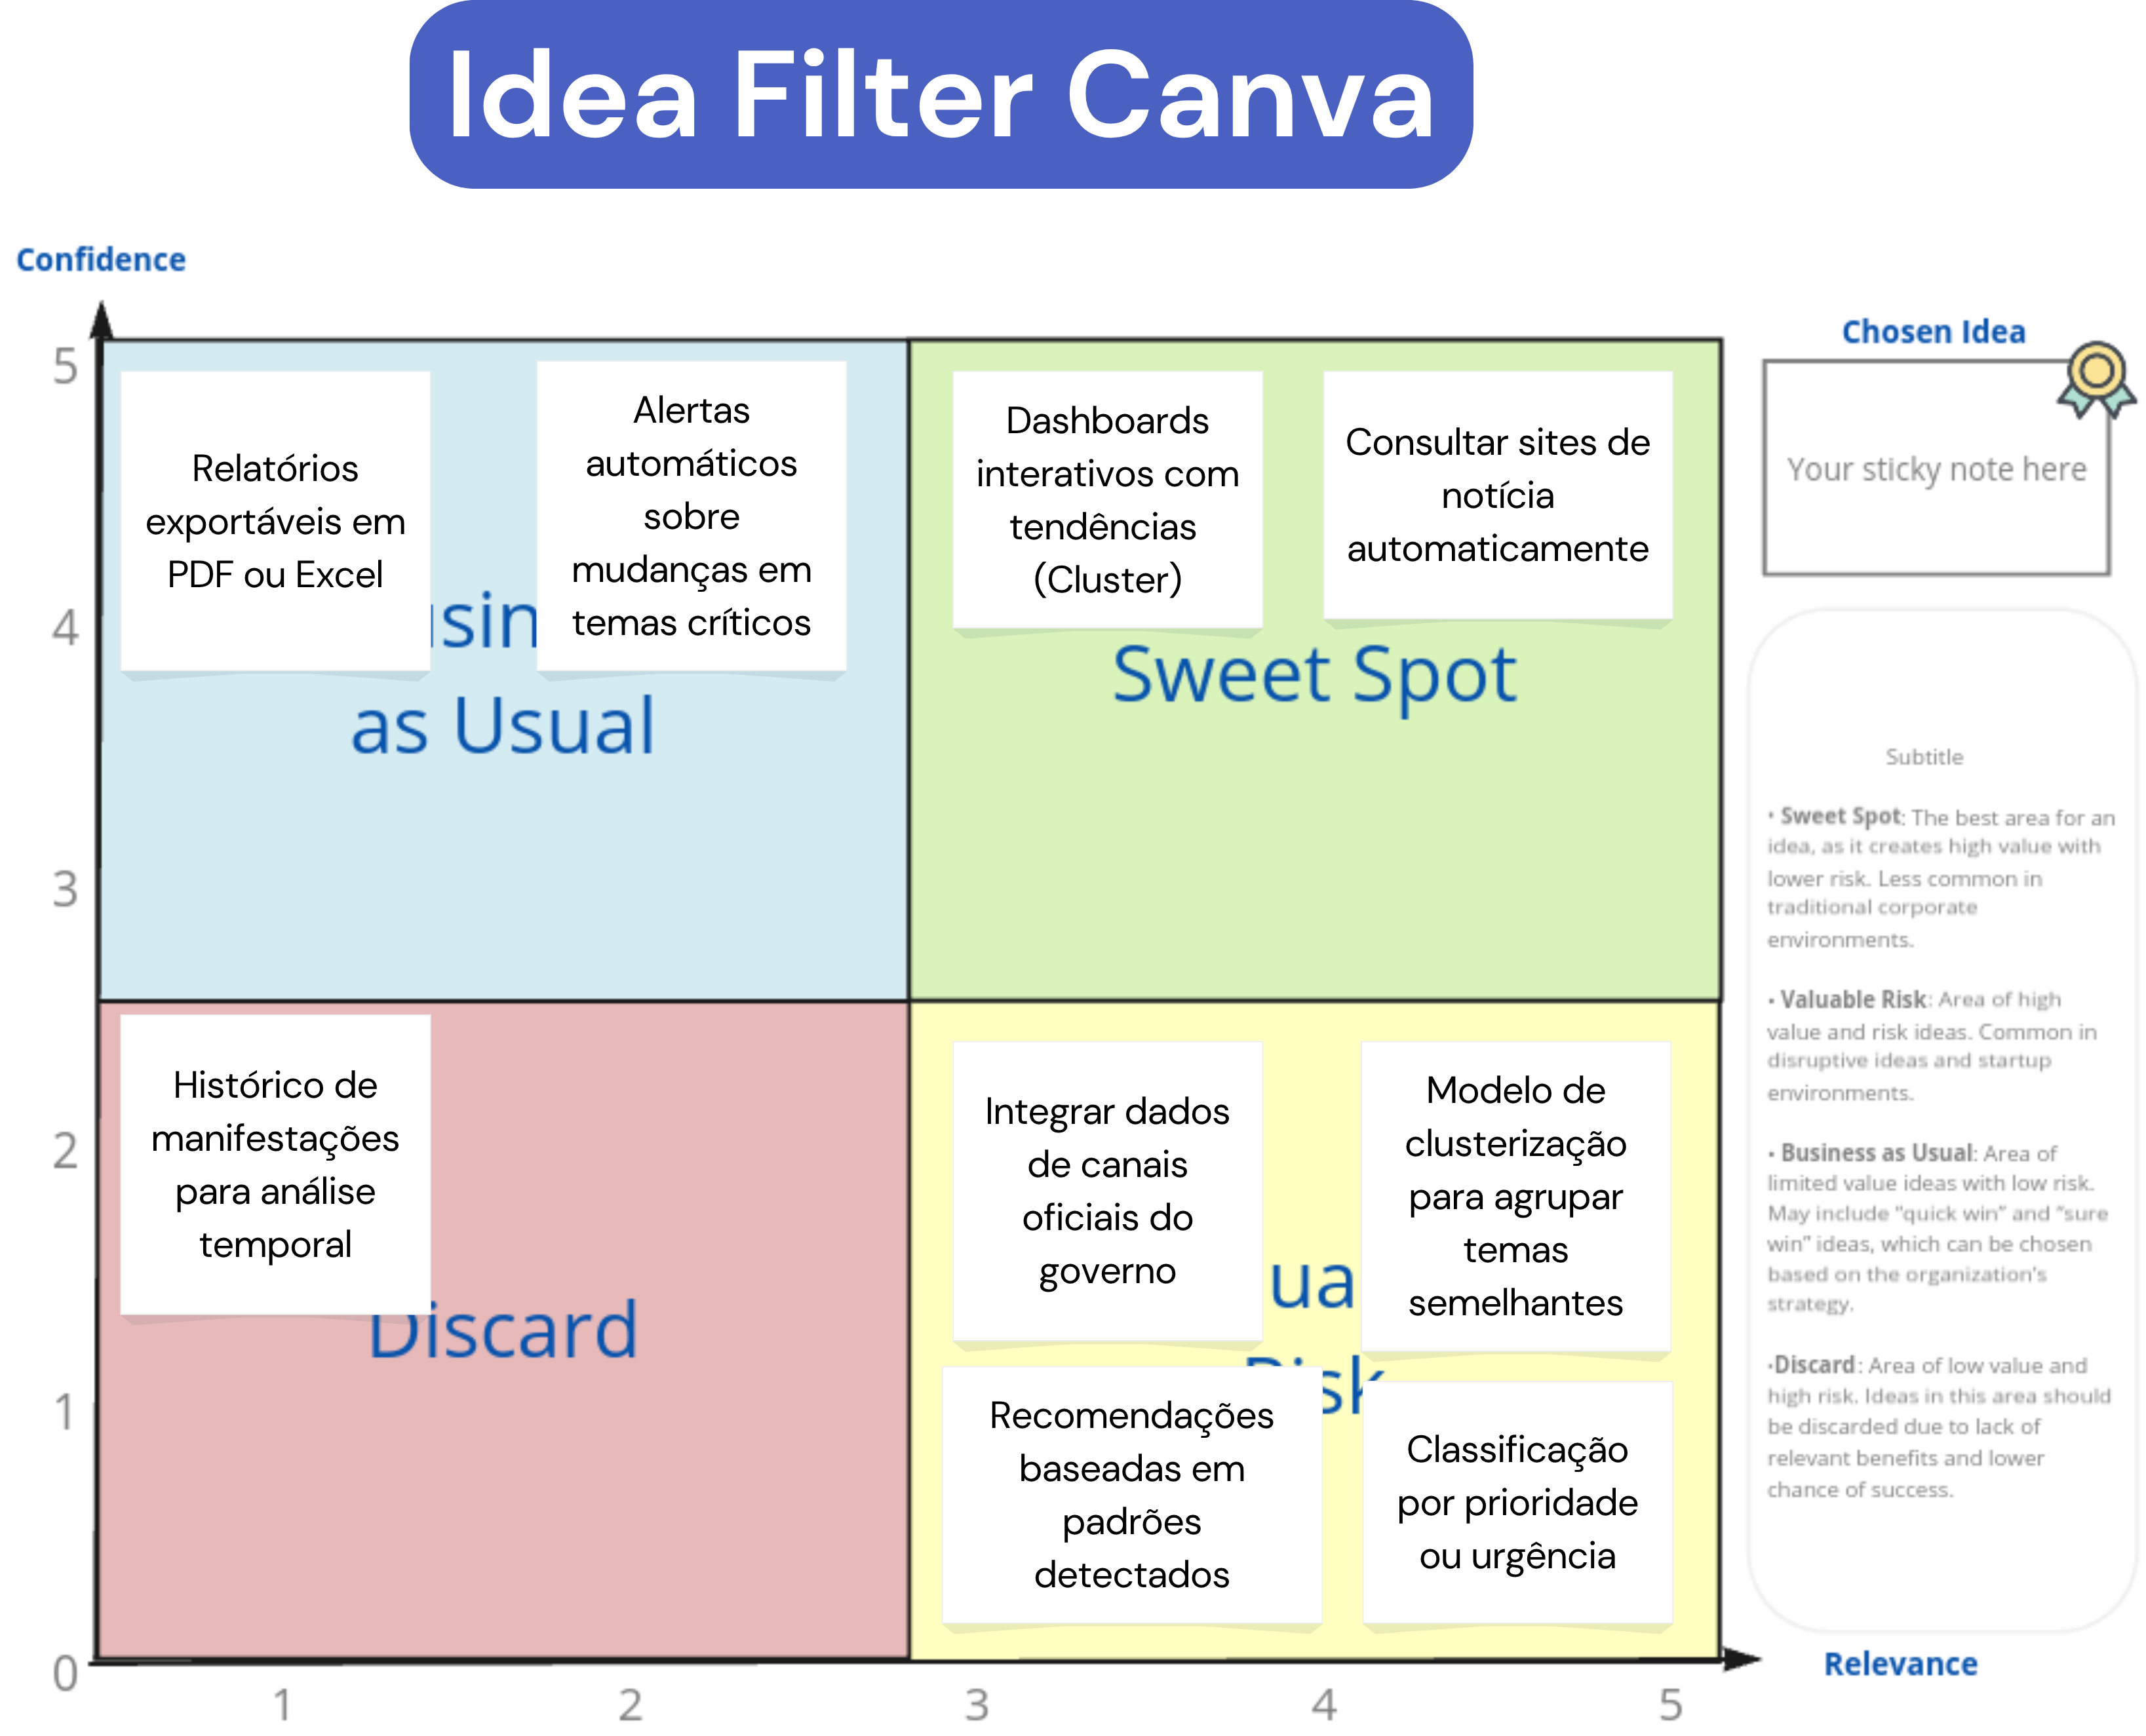 Idea Filter Canva
Confidence
5
4
3
2
1
0
Relatórios
exportáveis em
PDF ou Excel
Alertas
automáticos
sobre
mudanças em
temas críticos
as Usual
Dashboards
interativos com
tendências
(Cluster)
Consultar sites de
notícia
automaticamente
Sweet Spot
Histórico de
manifestações
para análise
temporal
Discard
Integrar dados
de canais
oficiais do
governo
Modelo de
clusterização
para agrupar
temas
semelhantes
Recomendações
baseadas em
padrões
detectados
Classificação
por prioridade
ou urgência
1
2
3
4
5
Relevance
Chosen Idea
Your sticky note here
Subtitle
• Sweet Spot: The best area for an
idea, as it creates high value with
lower risk. Less common in
traditional corporate
environments.
• Valuable Risk: Area of high
value and risk ideas. Common in
disruptive ideas and startup
environments.
• Business as Usual: Area of
limited value ideas with low risk.
May include "quick win" and "sure
win" ideas, which can be chosen
based on the organization's
strategy.
•Discard: Area of low value and
high risk. Ideas in this area should
be discarded due to lack of
relevant benefits and lower
chance of success.